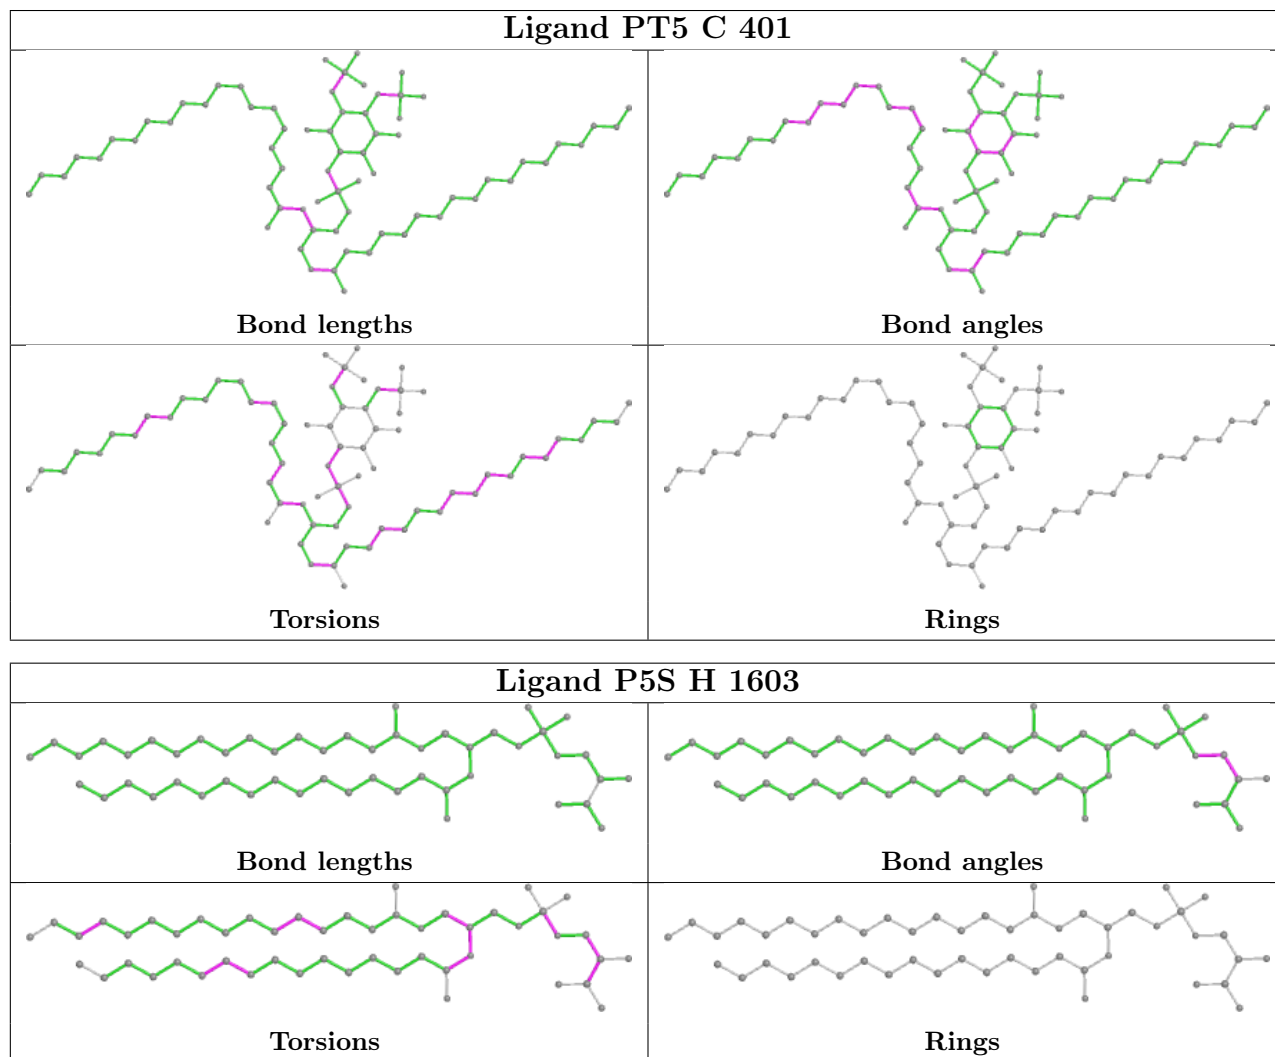 Ligand PT5 C 401
Bond lengths
Bond angles
Torsions
Rings
Ligand P5S H 1603
Bond lengths
Bond angles
Torsions
Rings